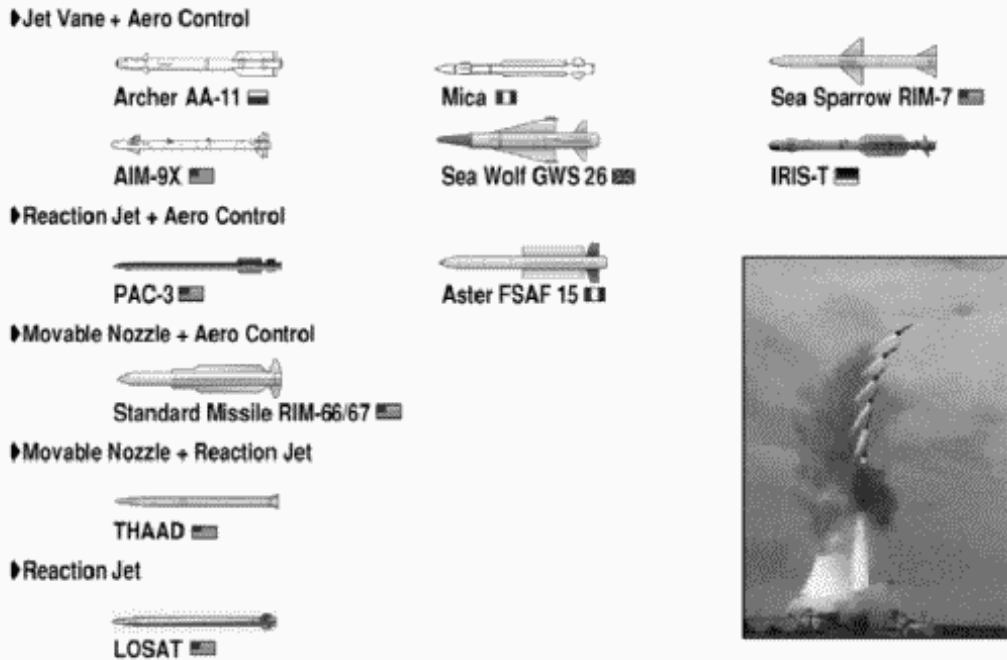 Jet Vane + Aero Control
Archer AA-11
Mica
Sea Sparrow RIM-7
AIM-9X
Sea Wolf GWS 26
IRIS-T
Reaction Jet + Aero Control
PAC-3
Aster FSAF 15
Movable Nozzle + Aero Control
Standard Missile RIM-66/67
Movable Nozzle + Reaction Jet
THAAD
Reaction Jet
LOSAT